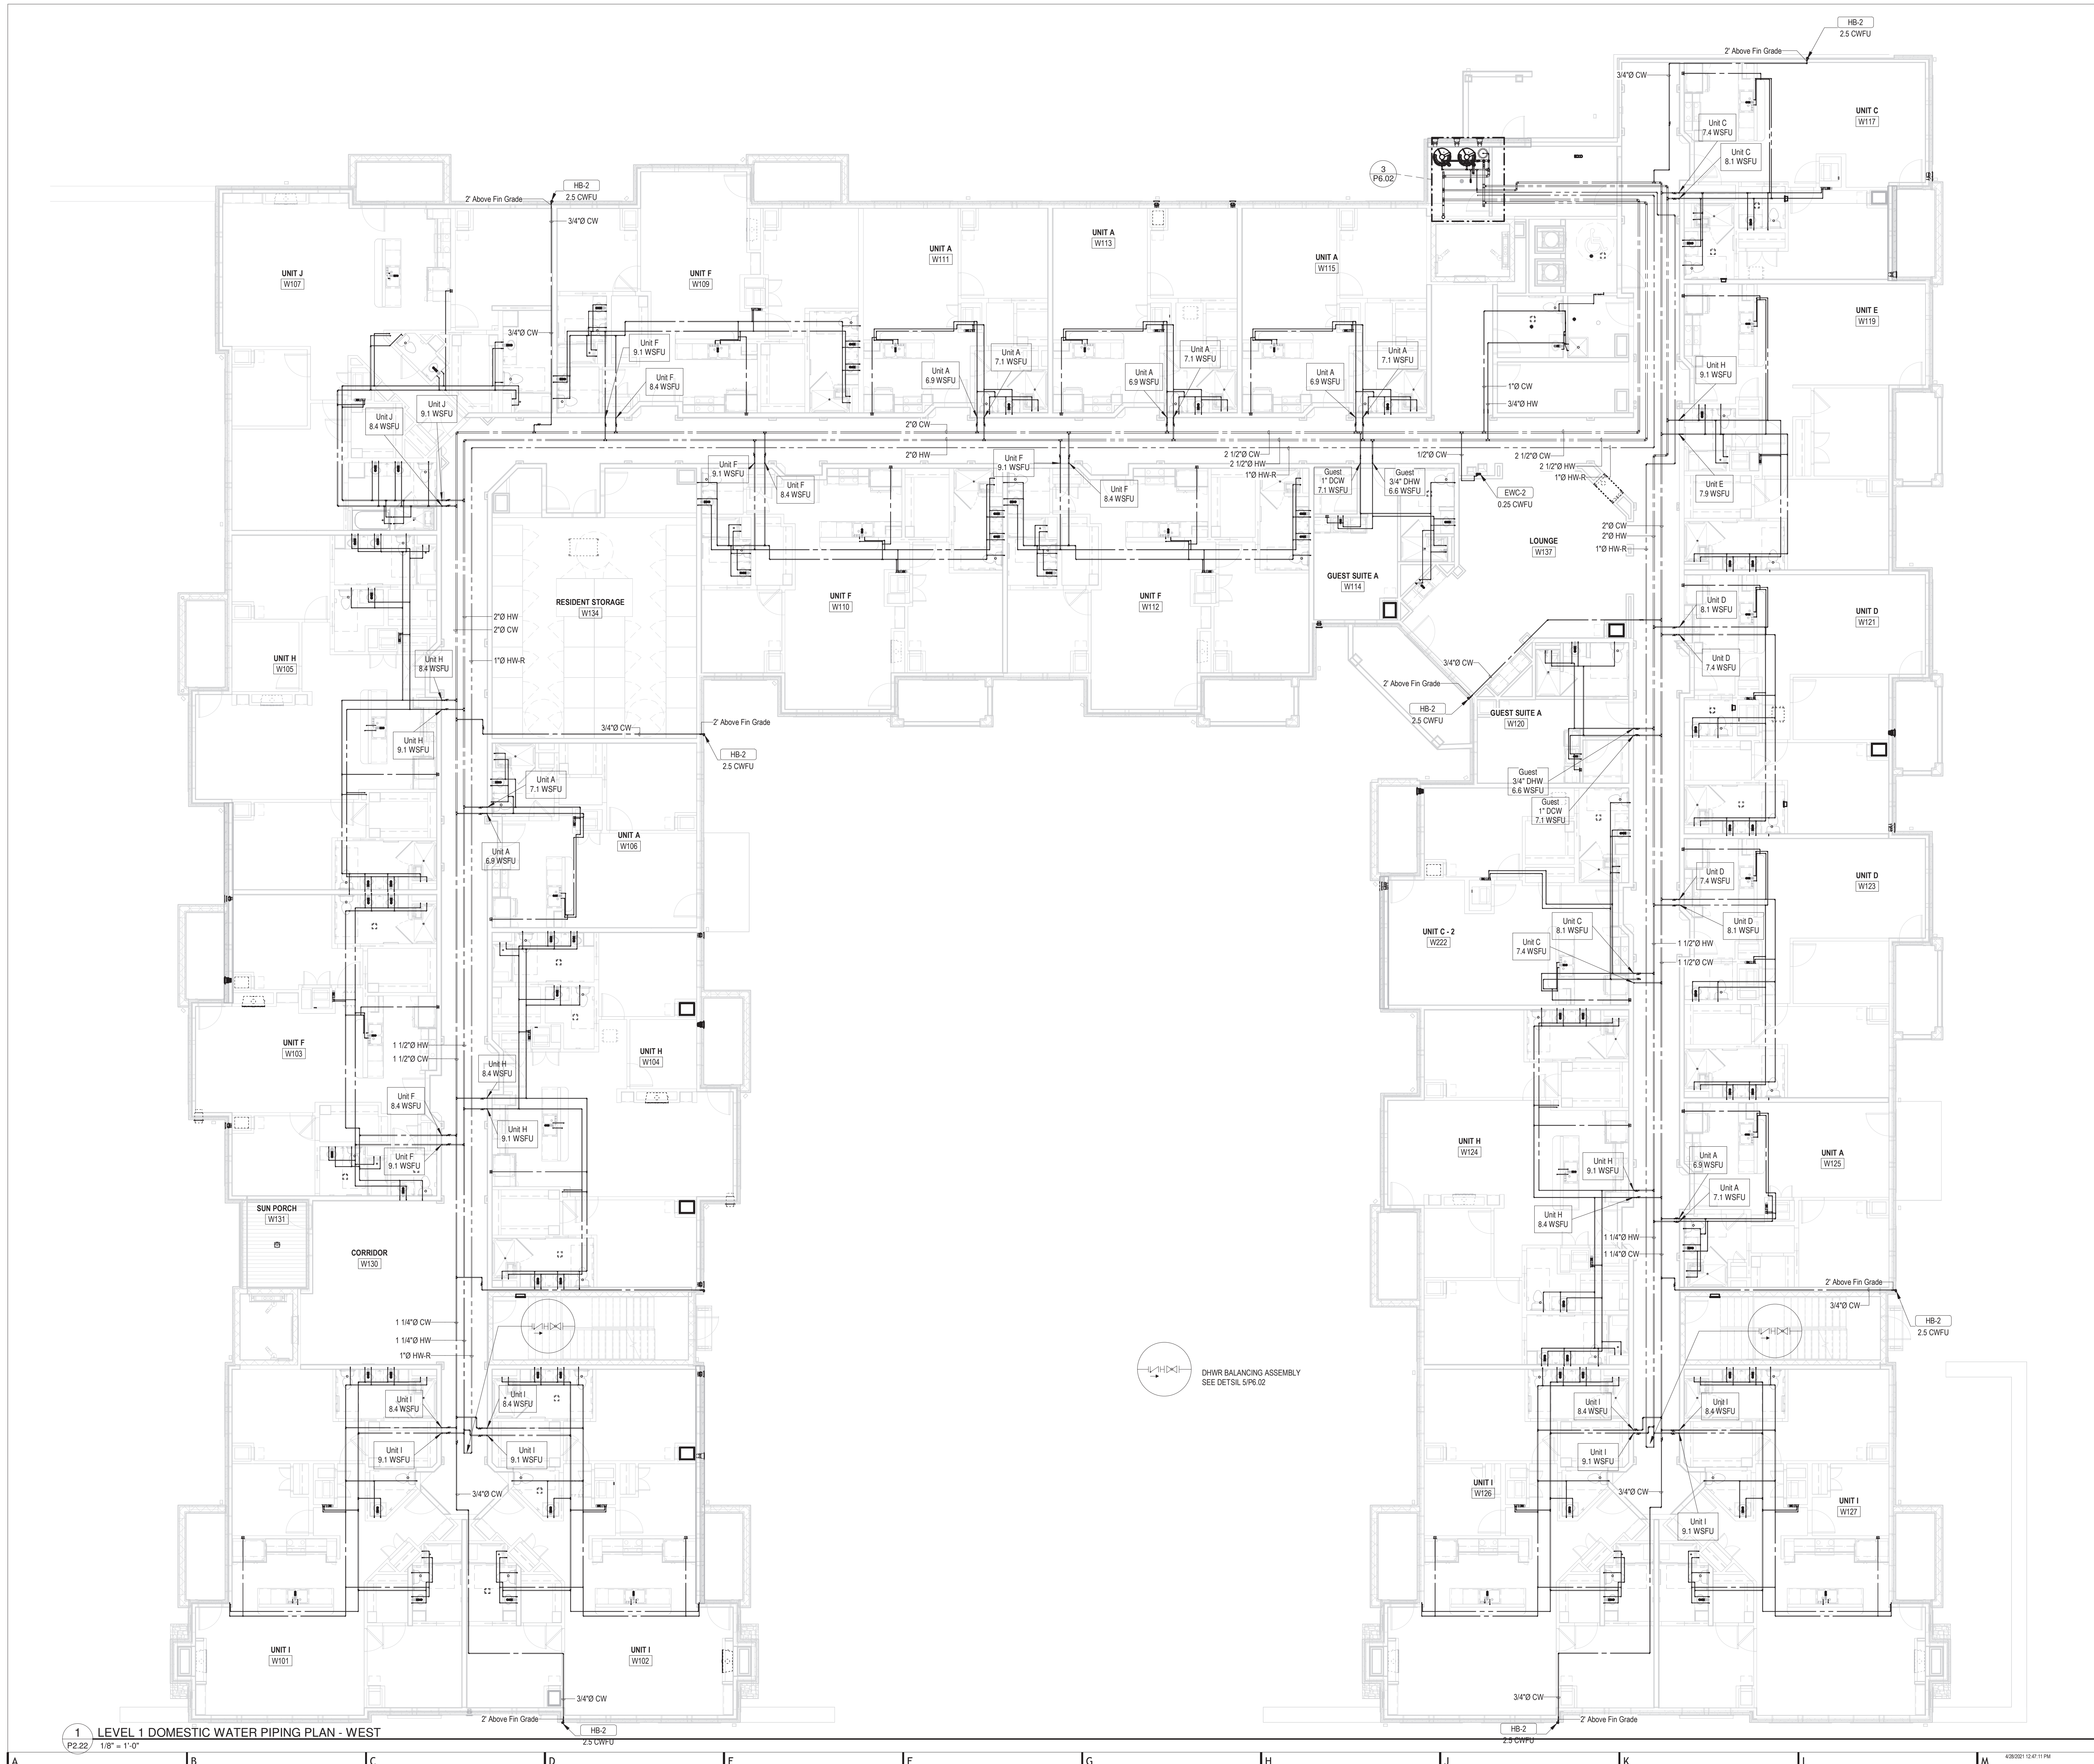 HB-2
2.5 CWFU
2' Above Fin Grade
3/4"Ø CW
UNIT C
W117
Unit C
7.4 WSFU
Unit C
8.1 WSFU
3
P6.02
HB-2
2.5 CWFU
2' Above Fin Grade
3/4"Ø CW
UNIT J
W107
UNIT F
W109
UNIT A
W111
UNIT A
W113
UNIT A
W115
UNIT E
W119
3/4"Ø CW
Unit F
9.1 WSFU
Unit F
8.4 WSFU
Unit A
6.9 WSFU
Unit A
7.1 WSFU
Unit A
6.9 WSFU
Unit A
7.1 WSFU
Unit A
6.9 WSFU
Unit A
7.1 WSFU
1"Ø CW
3/4"Ø HW
Unit H
9.1 WSFU
Unit J
8.4 WSFU
Unit J
9.1 WSFU
2"Ø CW
2"Ø HW
2 1/2"Ø CW
2 1/2"Ø HW
1"Ø HW-R
1/2"Ø CW
2 1/2"Ø CW
2 1/2"Ø HW
1"Ø HW-R
Unit F
9.1 WSFU
Unit F
8.4 WSFU
Unit F
9.1 WSFU
Unit F
8.4 WSFU
Guest
1" DCW
7.1 WSFU
Guest
3/4" DHW
6.6 WSFU
EWC-2
0.25 CWFU
Unit E
7.9 WSFU
2"Ø CW
2"Ø HW
1"Ø HW-R
LOUNGE
W137
GUEST SUITE A
W114
RESIDENT STORAGE
W134
UNIT F
W110
UNIT F
W112
Unit D
8.1 WSFU
UNIT D
W121
2"Ø HW
2"Ø CW
1"Ø HW-R
UNIT H
W105
Unit H
8.4 WSFU
Unit D
7.4 WSFU
3/4"Ø CW
2' Above Fin Grade
HB-2
2.5 CWFU
GUEST SUITE A
W120
3/4"Ø CW
2' Above Fin Grade
HB-2
2.5 CWFU
Unit H
9.1 WSFU
Unit A
7.1 WSFU
Guest
3/4" DHW
6.6 WSFU
Guest
1" DCW
7.1 WSFU
UNIT A
W106
Unit A
6.9 WSFU
Unit D
7.4 WSFU
UNIT D
W123
Unit C
8.1 WSFU
Unit D
8.1 WSFU
UNIT C - 2
W222
Unit C
7.4 WSFU
1 1/2"Ø HW
1 1/2"Ø CW
UNIT F
W103
1 1/2"Ø HW
1 1/2"Ø CW
Unit H
8.4 WSFU
UNIT H
W104
Unit F
8.4 WSFU
Unit H
9.1 WSFU
Unit F
9.1 WSFU
UNIT H
W124
Unit H
9.1 WSFU
Unit A
6.9 WSFU
UNIT A
W125
Unit A
7.1 WSFU
Unit H
8.4 WSFU
1 1/4"Ø HW
1 1/4"Ø CW
SUN PORCH
W131
CORRIDOR
W130
2' Above Fin Grade
3/4"Ø CW
HB-2
2.5 CWFU
1 1/4"Ø CW
1 1/4"Ø HW
1"Ø HW-R
DHWR BALANCING ASSEMBLY
SEE DETSIL 5/P6.02
Unit I
8.4 WSFU
Unit I
8.4 WSFU
Unit I
9.1 WSFU
Unit I
9.1 WSFU
Unit I
8.4 WSFU
Unit I
8.4 WSFU
Unit I
9.1 WSFU
3/4"Ø CW
3/4"Ø CW
UNIT I
W126
UNIT I
W127
Unit I
9.1 WSFU
UNIT I
W101
UNIT I
W102
3/4"Ø CW
2' Above Fin Grade
HB-2
2.5 CWFU
3/4"Ø CW
2' Above Fin Grade
HB-2
2.5 CWFU
1
P2.22
LEVEL 1 DOMESTIC WATER PIPING PLAN - WEST
1/8" = 1'-0"
A B C D E F G H J K L M
4/28/2021 12:47:11 PM